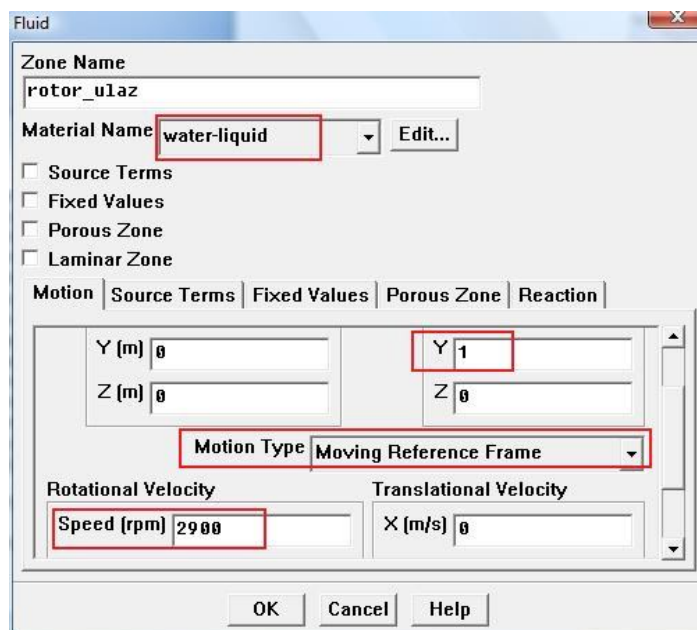 Fluid
Zone Name
rotor_ulaz
Material Name water-liquid Edit...
Source Terms
Fixed Values
Porous Zone
Laminar Zone
Motion Source Terms Fixed Values Porous Zone Reaction
Y (m) 0 Y 1
Z (m) 0 Z 0
Motion Type Moving Reference Frame
Rotational Velocity Translational Velocity
Speed (rpm) 2900 X (m/s) 0
OK Cancel Help